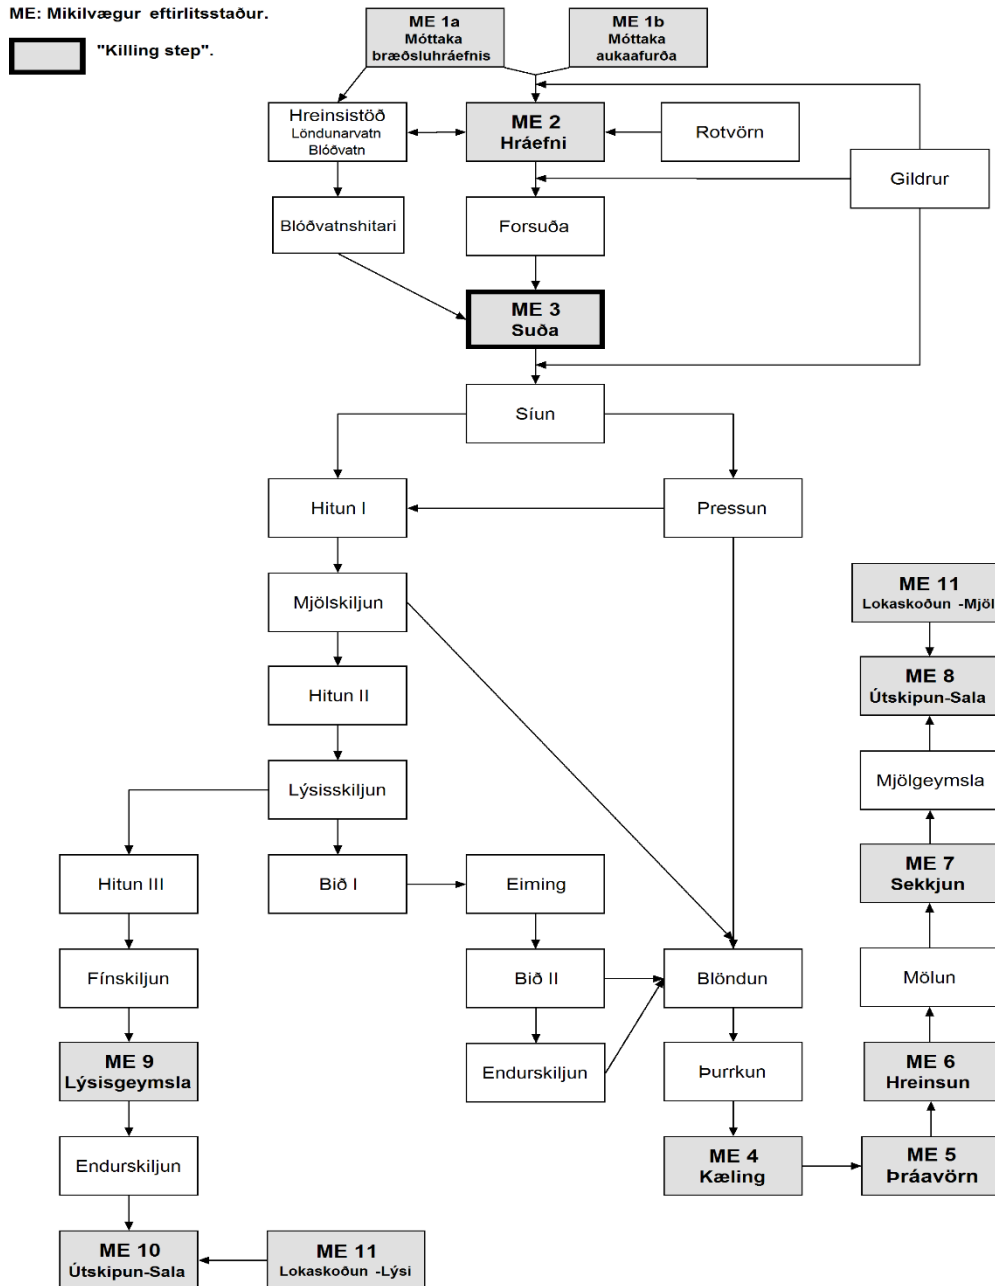 ME: Mikilvægur eftirlitsstaður.
"Killing step".
ME 1a
Móttaka
bræðsluhráefnis
ME 1b
Móttaka
aukaafurða
Hreinsistöð
Löndunarvatn
Blóðvatn
ME 2
Hráefni
Rotvörn
Gildrur
Blóðvatnshitari
Forsuða
ME 3
Suða
Síun
Hitun I
Pressun
Mjölskiljun
ME 11
Lokaskoðun -Mjöl
Hitun II
ME 8
Útskipun-Sala
Lýsisskiljun
Mjölgeymsla
Hitun III
Bið I
Eiming
ME 7
Sekkjun
Fínskiljun
Bið II
Blöndun
Mölun
ME 9
Lýsisgeymsla
Endurskiljun
Þurrkun
ME 6
Hreinsun
Endurskiljun
ME 4
Kæling
ME 5
Þráavörn
ME 10
Útskipun-Sala
ME 11
Lokaskoðun -Lýsi